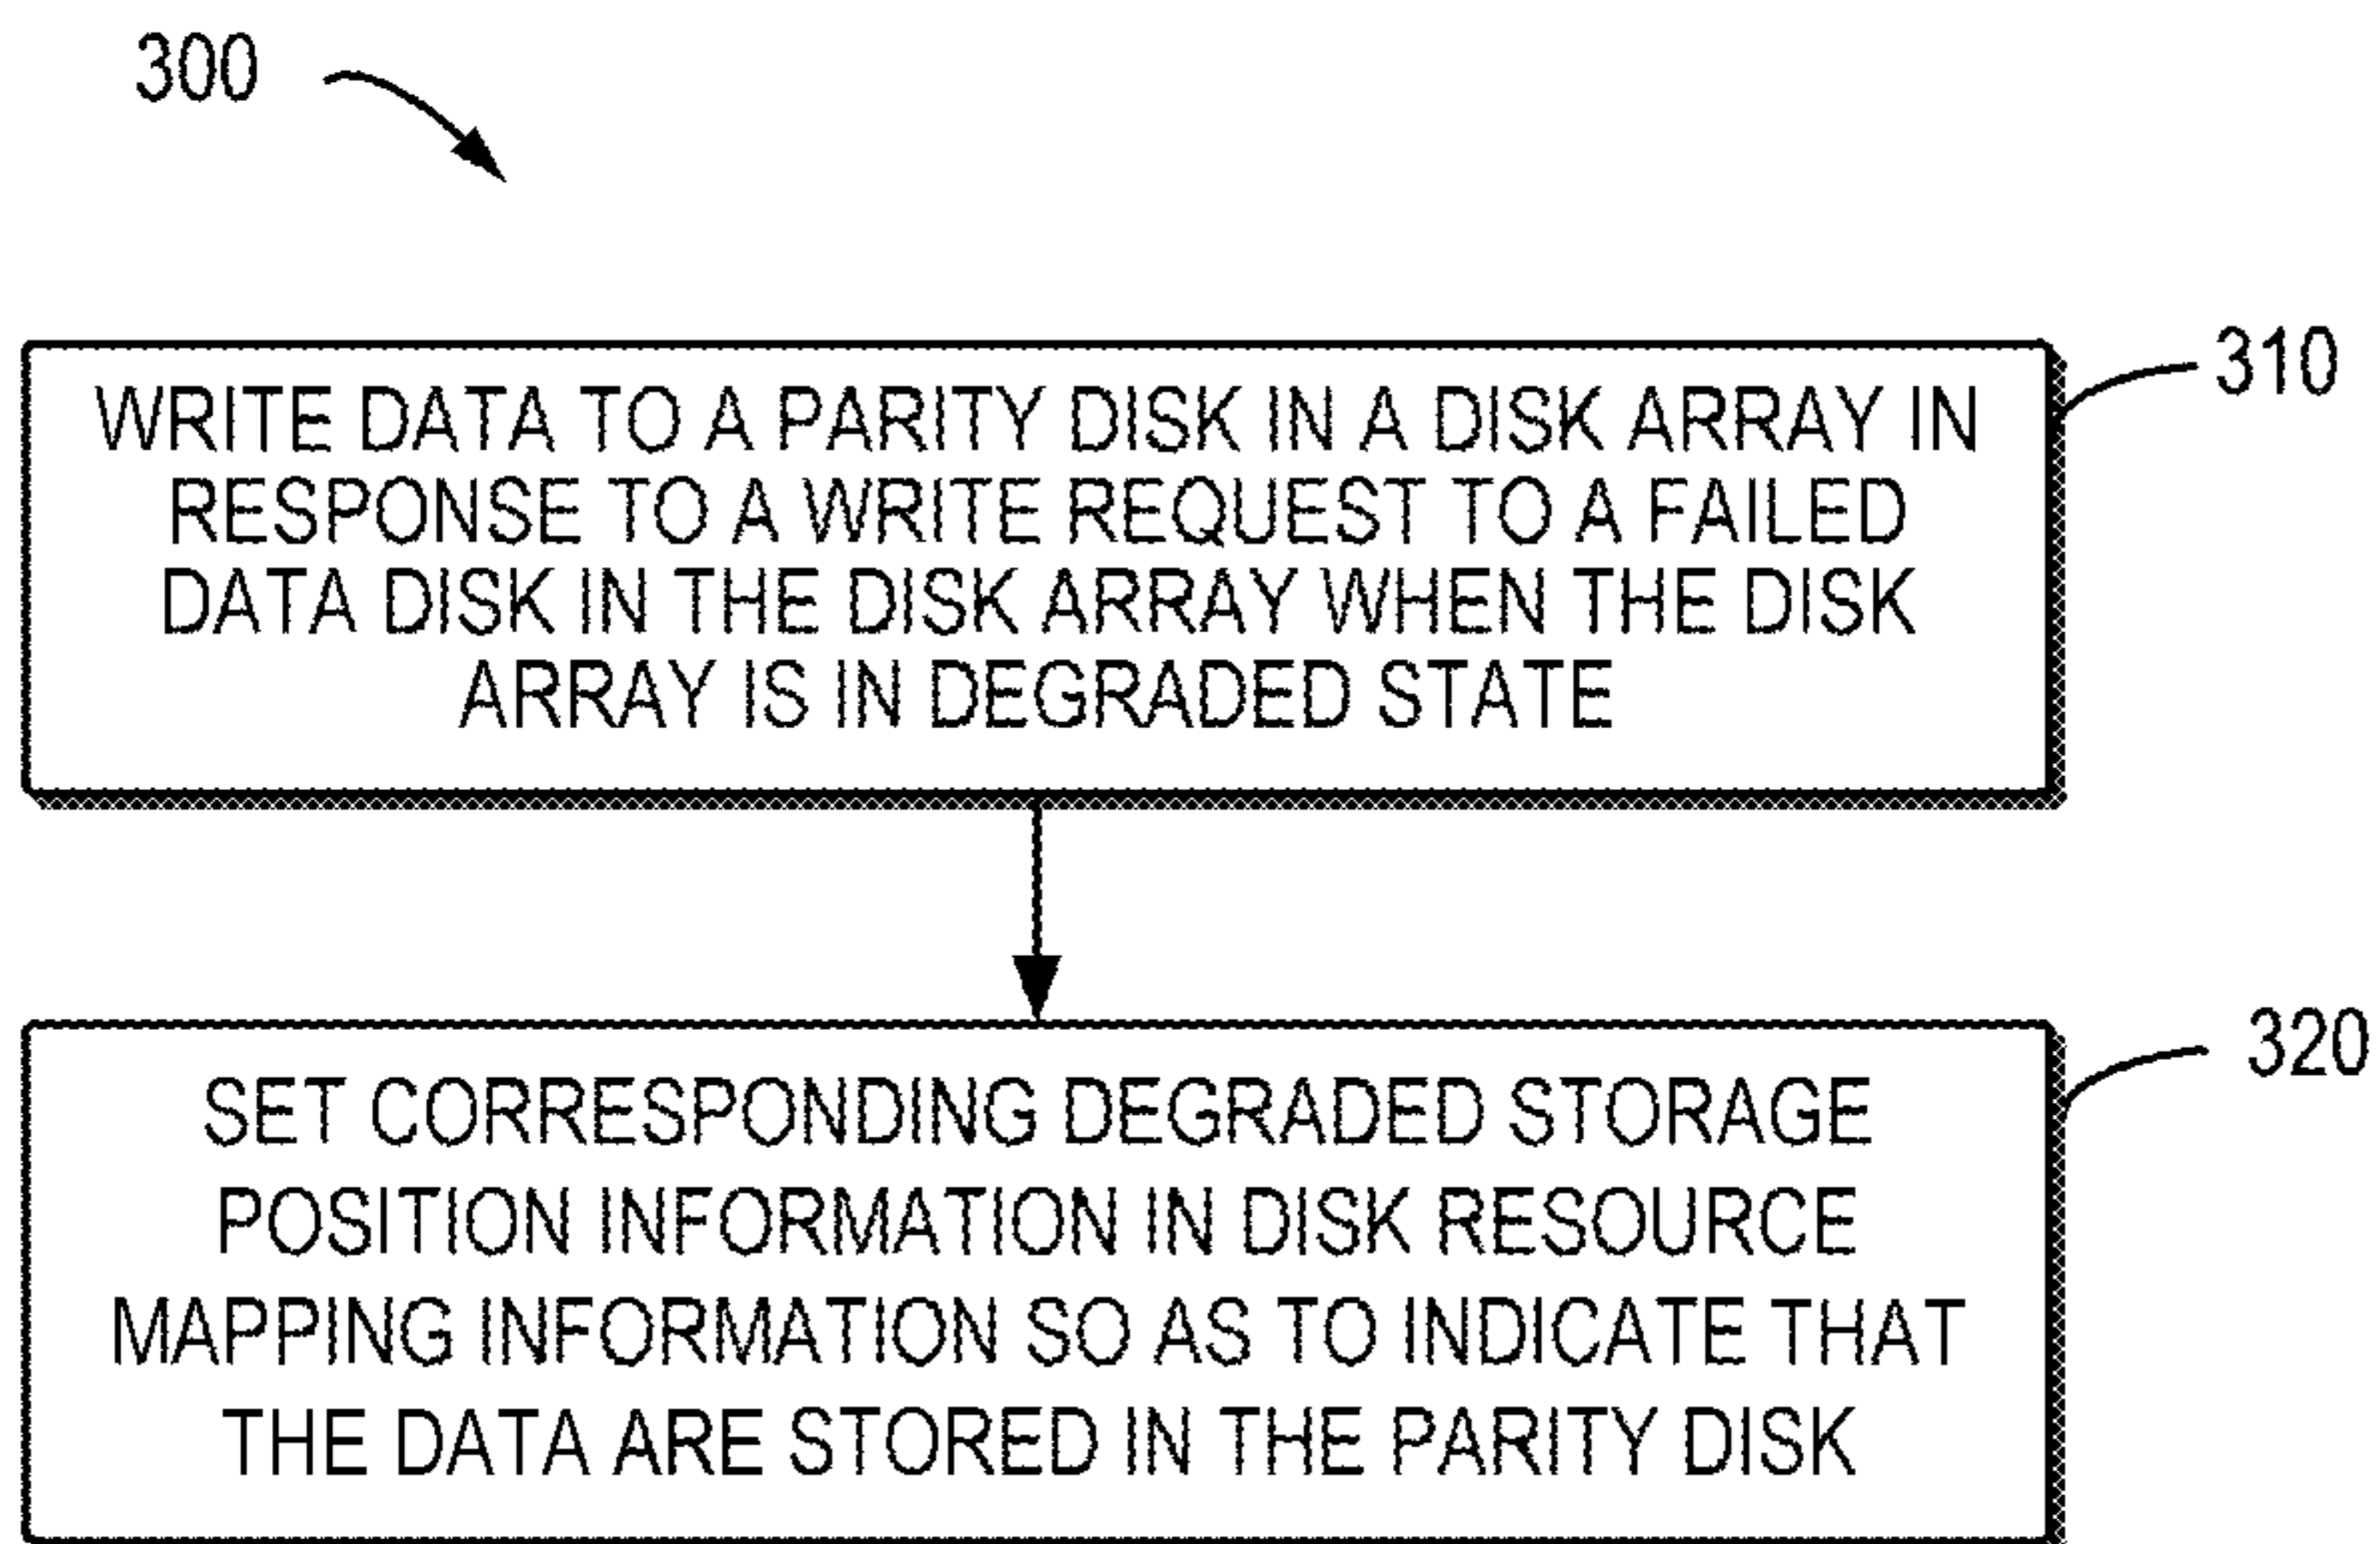 300
310
WRITE DATA TO A PARITY DISK IN A DISK ARRAY IN
RESPONSE TO A WRITE REQUEST TO A FAILED
DATA DISK IN THE DISK ARRAY WHEN THE DISK
ARRAY IS IN DEGRADED STATE
320
SET CORRESPONDING DEGRADED STORAGE
POSITION INFORMATION IN DISK RESOURCE
MAPPING INFORMATION SO AS TO INDICATE THAT
THE DATA ARE STORED IN THE PARITY DISK